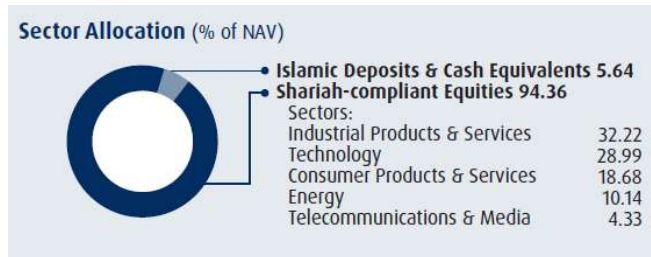 Sector Allocation (% of NAV)
Islamic Deposits & Cash Equivalents 5.64
Shariah-compliant Equities 94.36
Sectors:
Industrial Products & Services 32.22
Technology 28.99
Consumer Products & Services 18.68
Energy 10.14
Telecommunications & Media 4.33